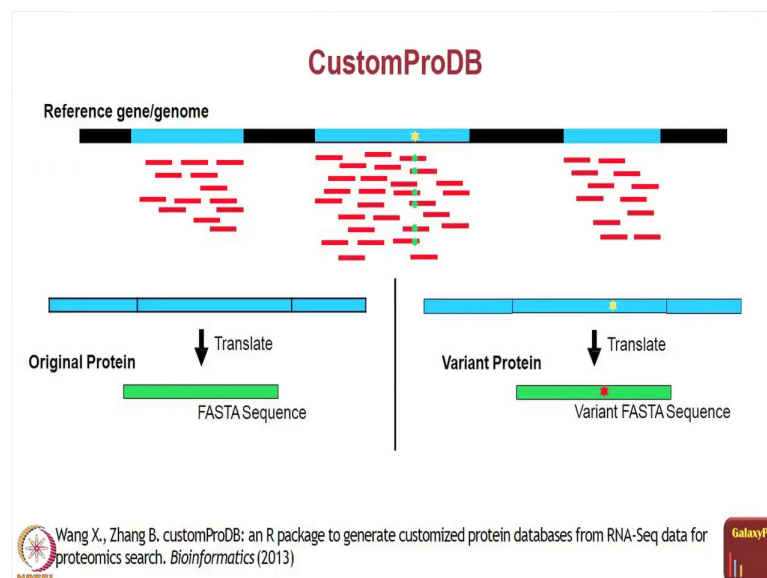 CustomProDB
Reference gene/genome
Translate
Original Protein
FASTA Sequence
Translate
Variant Protein
Variant FASTA Sequence
Wang X., Zhang B. customProDB: an R package to generate customized protein databases from RNA-Seq data for
proteomics search. Bioinformatics (2013)
NPTEL